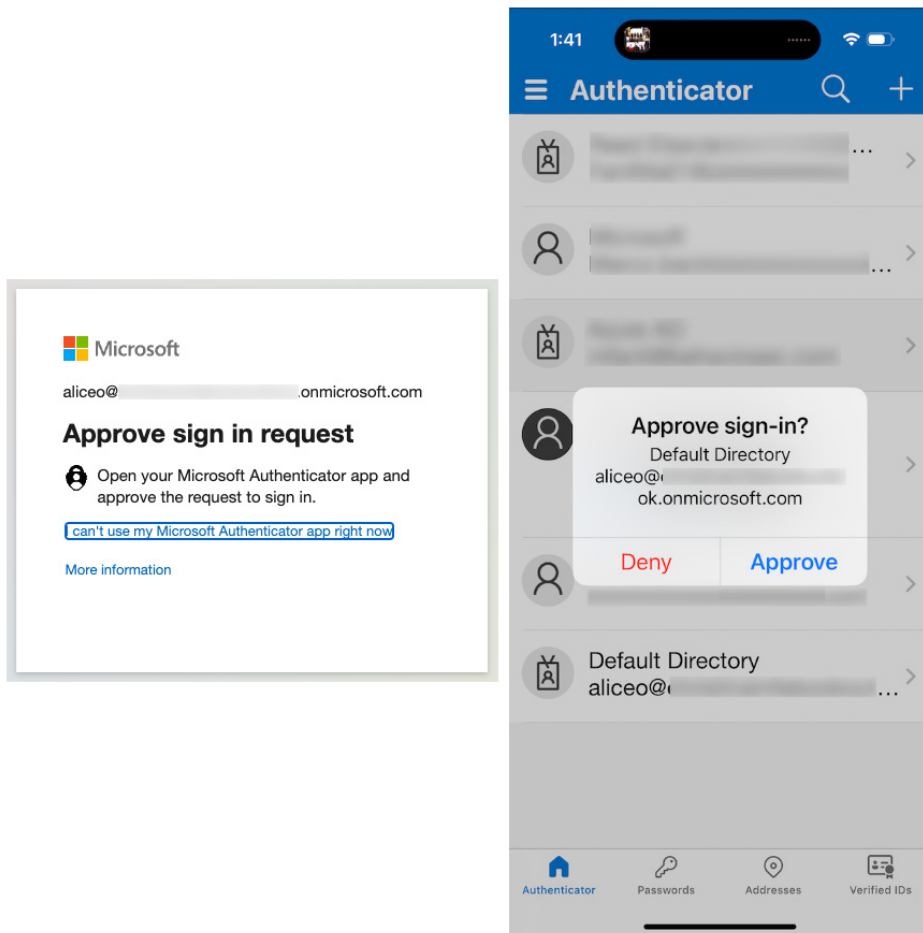 Microsoft
aliceo@ .onmicrosoft.com
Approve sign in request
Open your Microsoft Authenticator app and
approve the request to sign in.
I can't use my Microsoft Authenticator app right now
More information
1:41
Authenticator
...
...
Approve sign-in?
Default Directory
aliceo@
ok.onmicrosoft.com
Deny
Approve
Default Directory
aliceo@ ...
Authenticator
Passwords
Addresses
Verified IDs